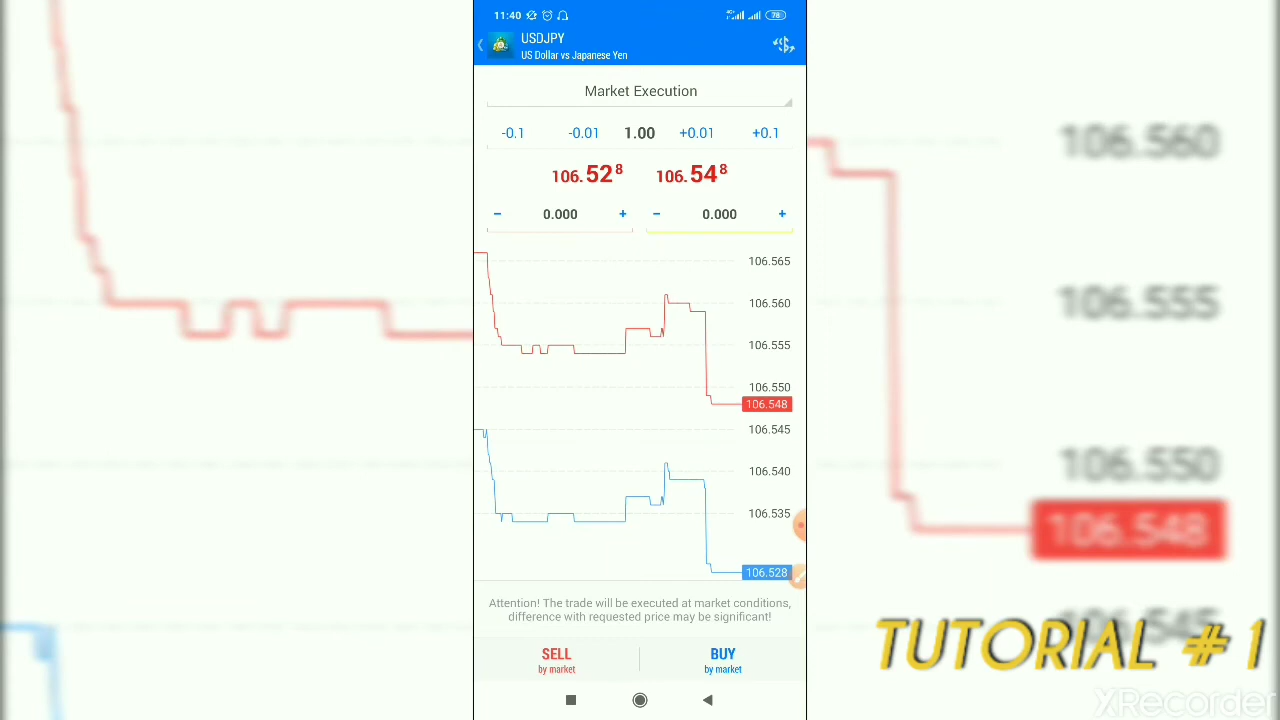 11:40
4G
78
USDJPY
US Dollar vs Japanese Yen
Market Execution
-0.1 -0.01 1.00 +0.01 +0.1
106.528 106.548
- 0.000 + - 0.000 +
106.565
106.560
106.555
106.550
106.548
106.545
106.540
106.535
106.528
Attention! The trade will be executed at market conditions,
difference with requested price may be significant!
SELL
by market
BUY
by market
106.560
106.555
106.550
106.548
106.545
TUTORIAL # 1
XRecorder